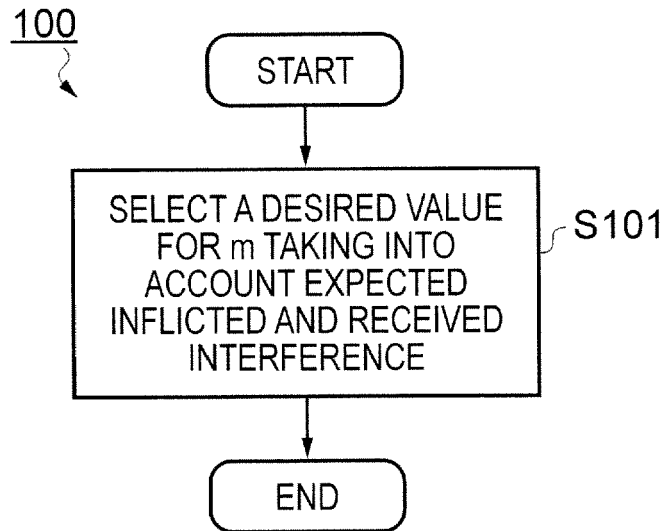 100
START
SELECT A DESIRED VALUE
FOR m TAKING INTO
ACCOUNT EXPECTED
INFLICTED AND RECEIVED
INTERFERENCE
S101
END